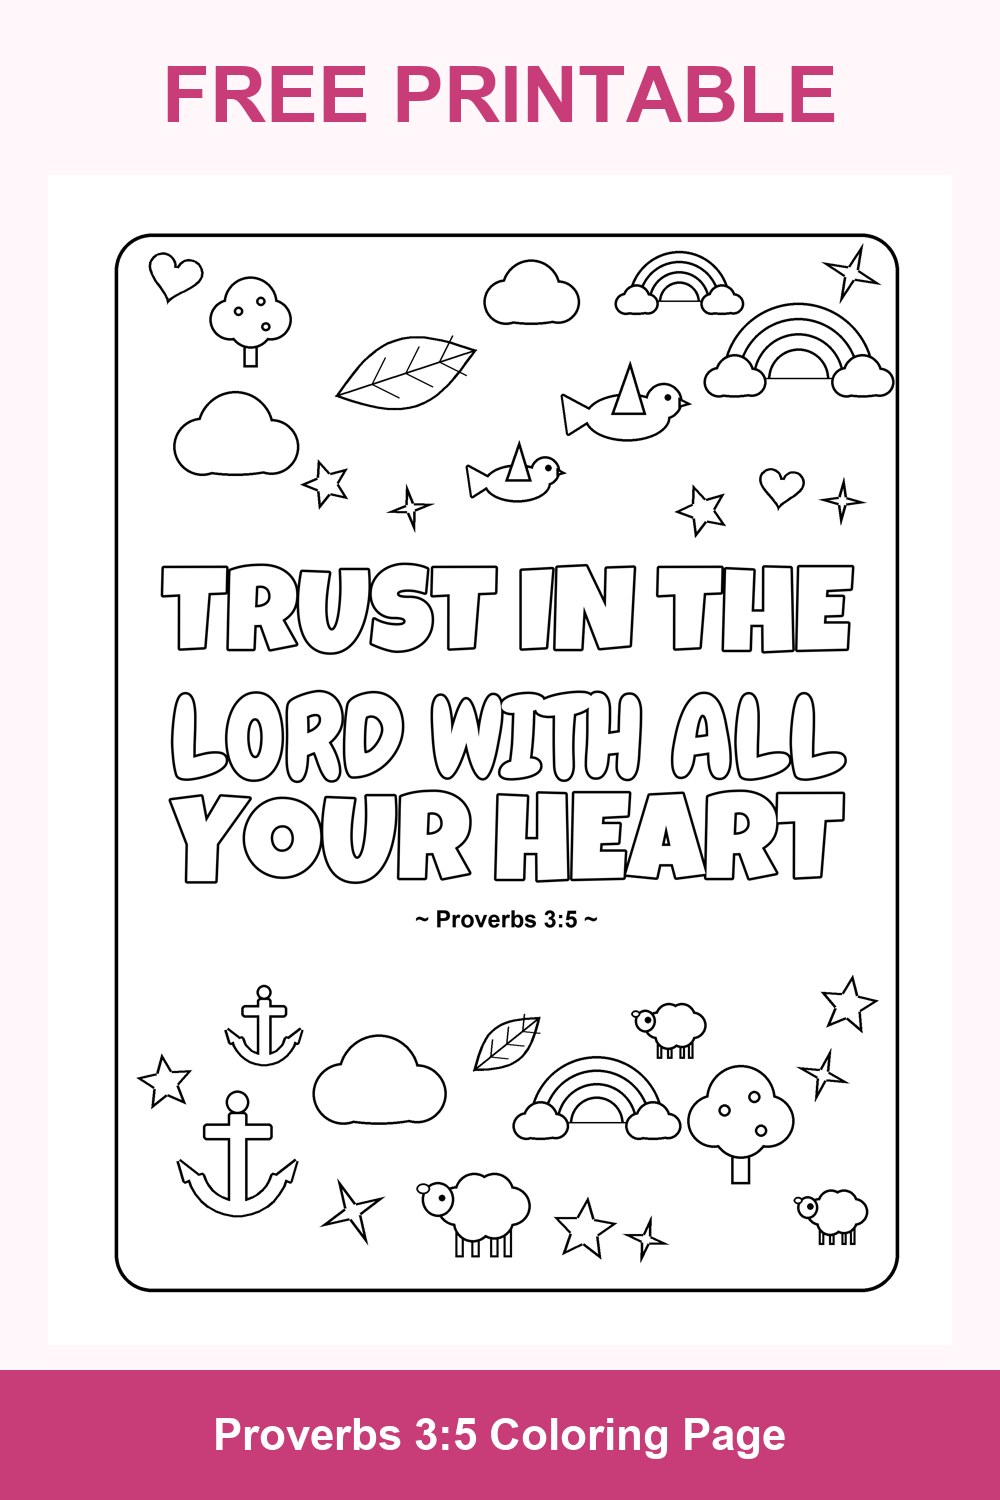 FREE PRINTABLE
TRUST IN THE
LORD WITH ALL
YOUR HEART
~ Proverbs 3:5 ~
Proverbs 3:5 Coloring Page